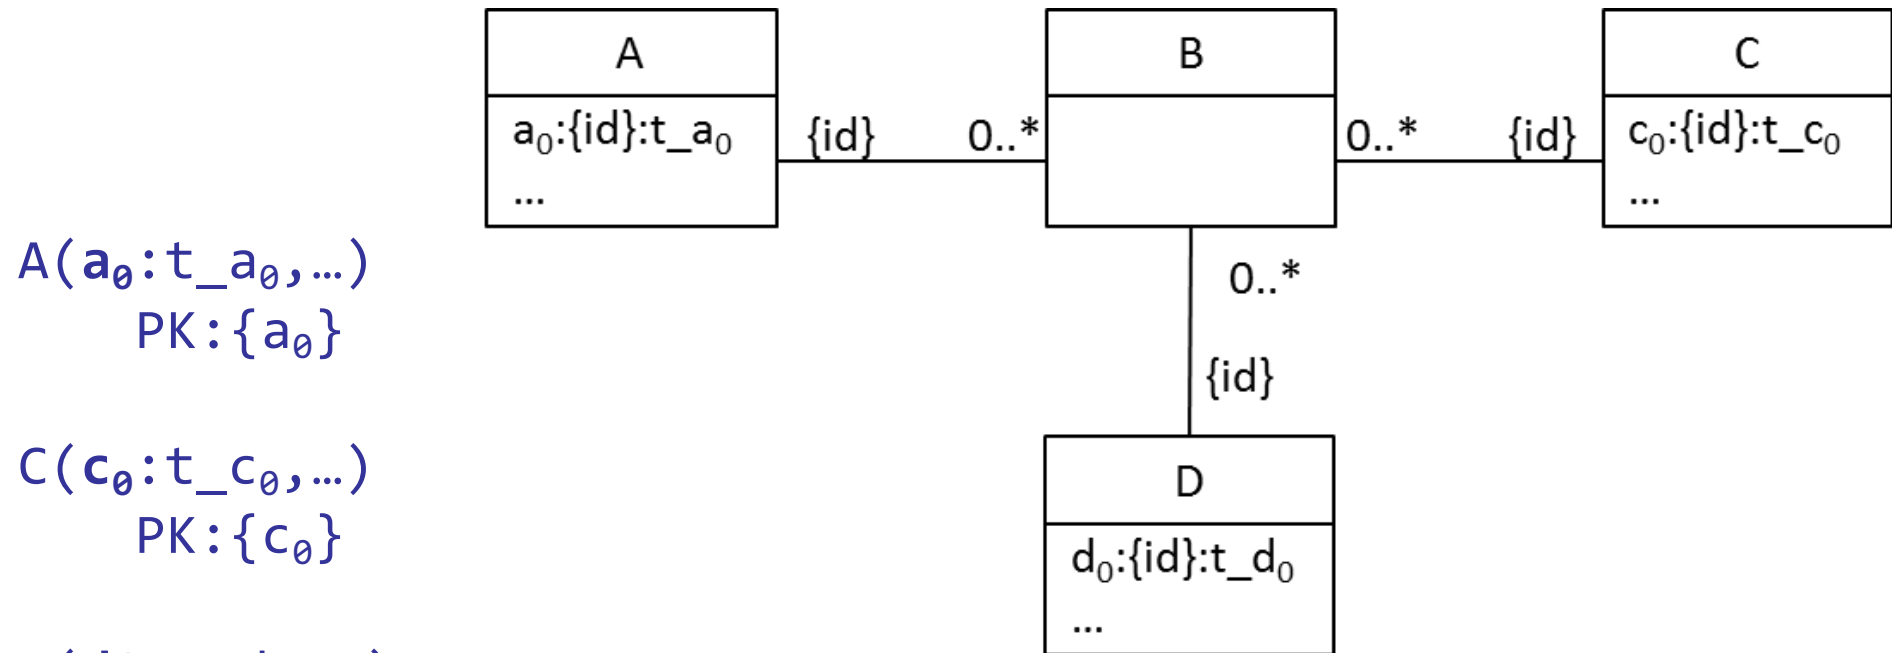 A
B
C
a₀:{id}:t_a₀
...
{id}
0..*
0..*
{id}
c₀:{id}:t_c₀
...
A(a₀:t_a₀,…)
PK:{a₀}
0..*
{id}
C(c₀:t_c₀,…)
PK:{c₀}
D
d₀:{id}:t_d₀
...